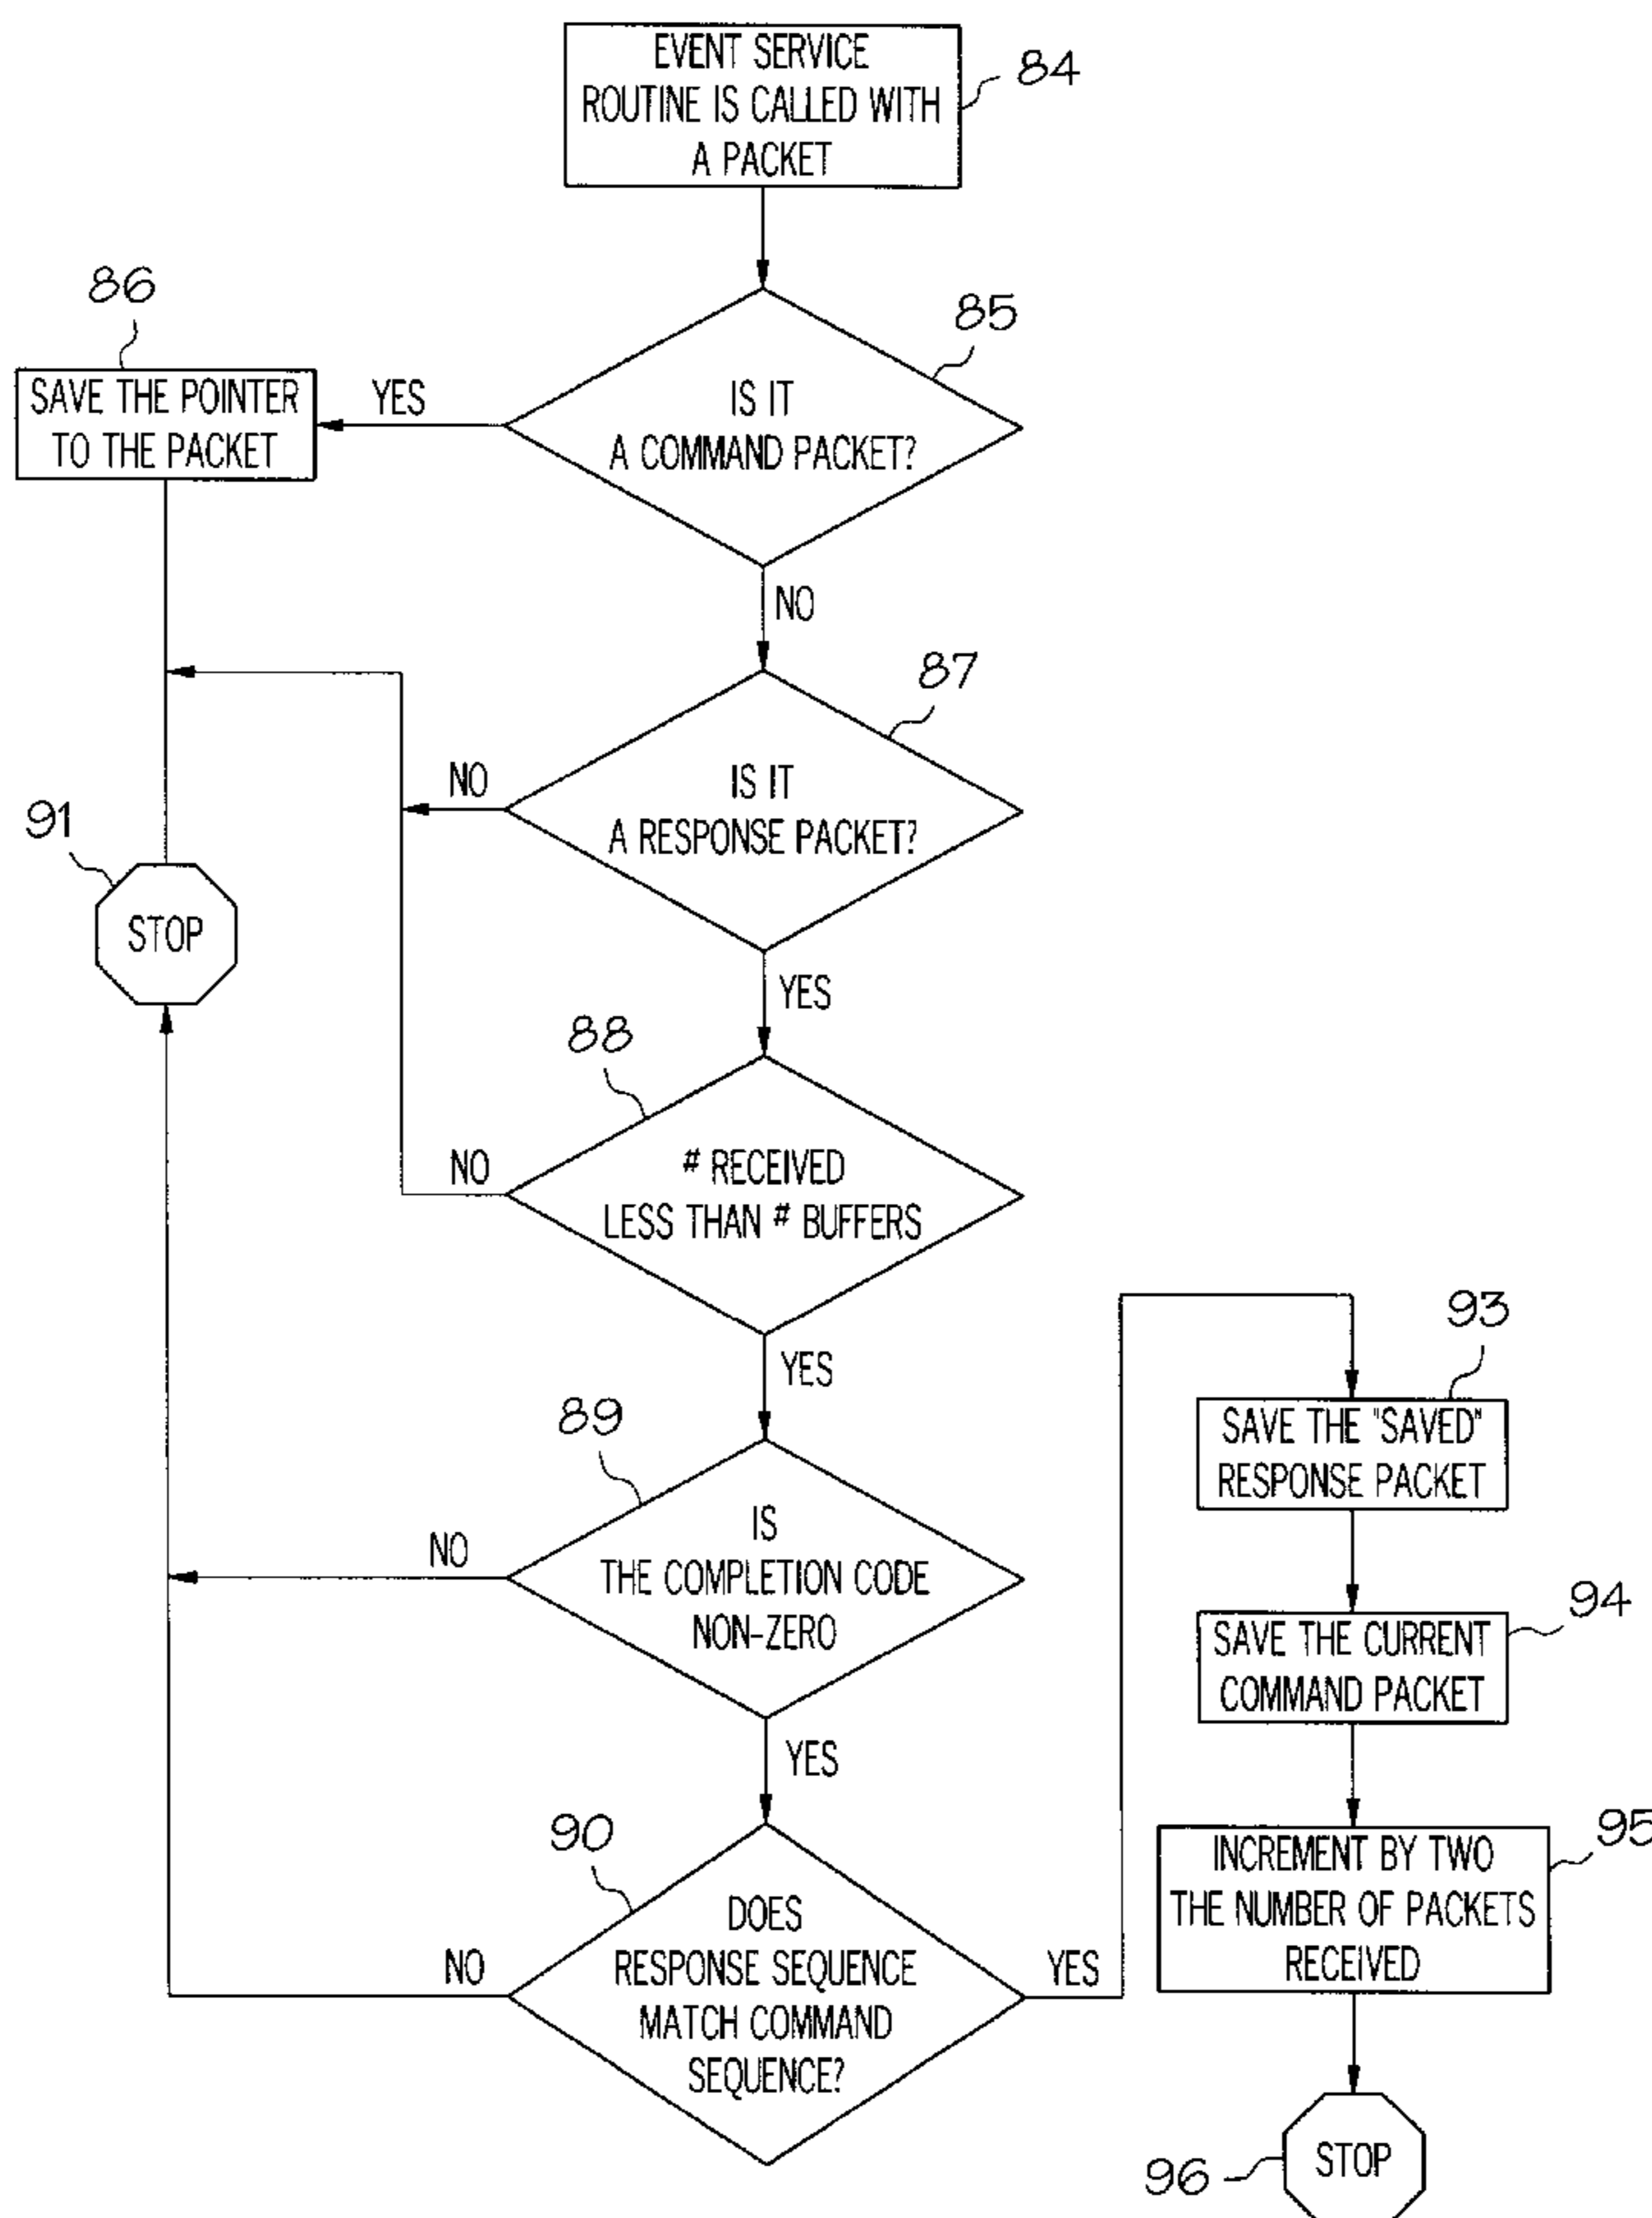 EVENT SERVICE
ROUTINE IS CALLED WITH
A PACKET
84
85
IS IT
A COMMAND PACKET?
YES
86
SAVE THE POINTER
TO THE PACKET
NO
87
IS IT
A RESPONSE PACKET?
NO
91
STOP
YES
88
# RECEIVED
LESS THAN # BUFFERS
NO
YES
89
IS
THE COMPLETION CODE
NON-ZERO
NO
YES
90
DOES
RESPONSE SEQUENCE
MATCH COMMAND
SEQUENCE?
NO
YES
93
SAVE THE "SAVED"
RESPONSE PACKET
94
SAVE THE CURRENT
COMMAND PACKET
95
INCREMENT BY TWO
THE NUMBER OF PACKETS
RECEIVED
96
STOP